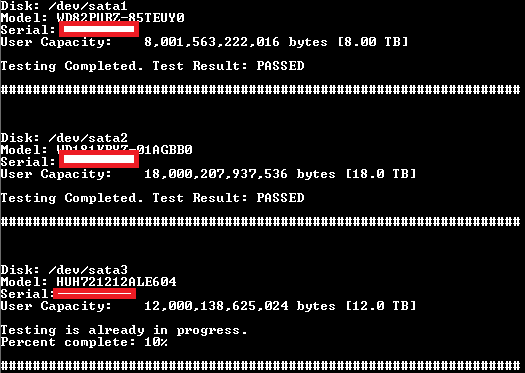 Disk: /dev/sata1
Model: WD82PURZ-85TEUY0
Serial:
User Capacity:    8,001,563,222,016 bytes [8.00 TB]
Testing Completed. Test Result: PASSED
#################################################################
Disk: /dev/sata2
Model: WD181KRYZ-01AGBB0
Serial:
User Capacity:    18,000,207,937,536 bytes [18.0 TB]
Testing Completed. Test Result: PASSED
#################################################################
Disk: /dev/sata3
Model: HUH721212ALE604
Serial:
User Capacity:    12,000,138,625,024 bytes [12.0 TB]
Testing is already in progress.
Percent complete: 10%
#################################################################